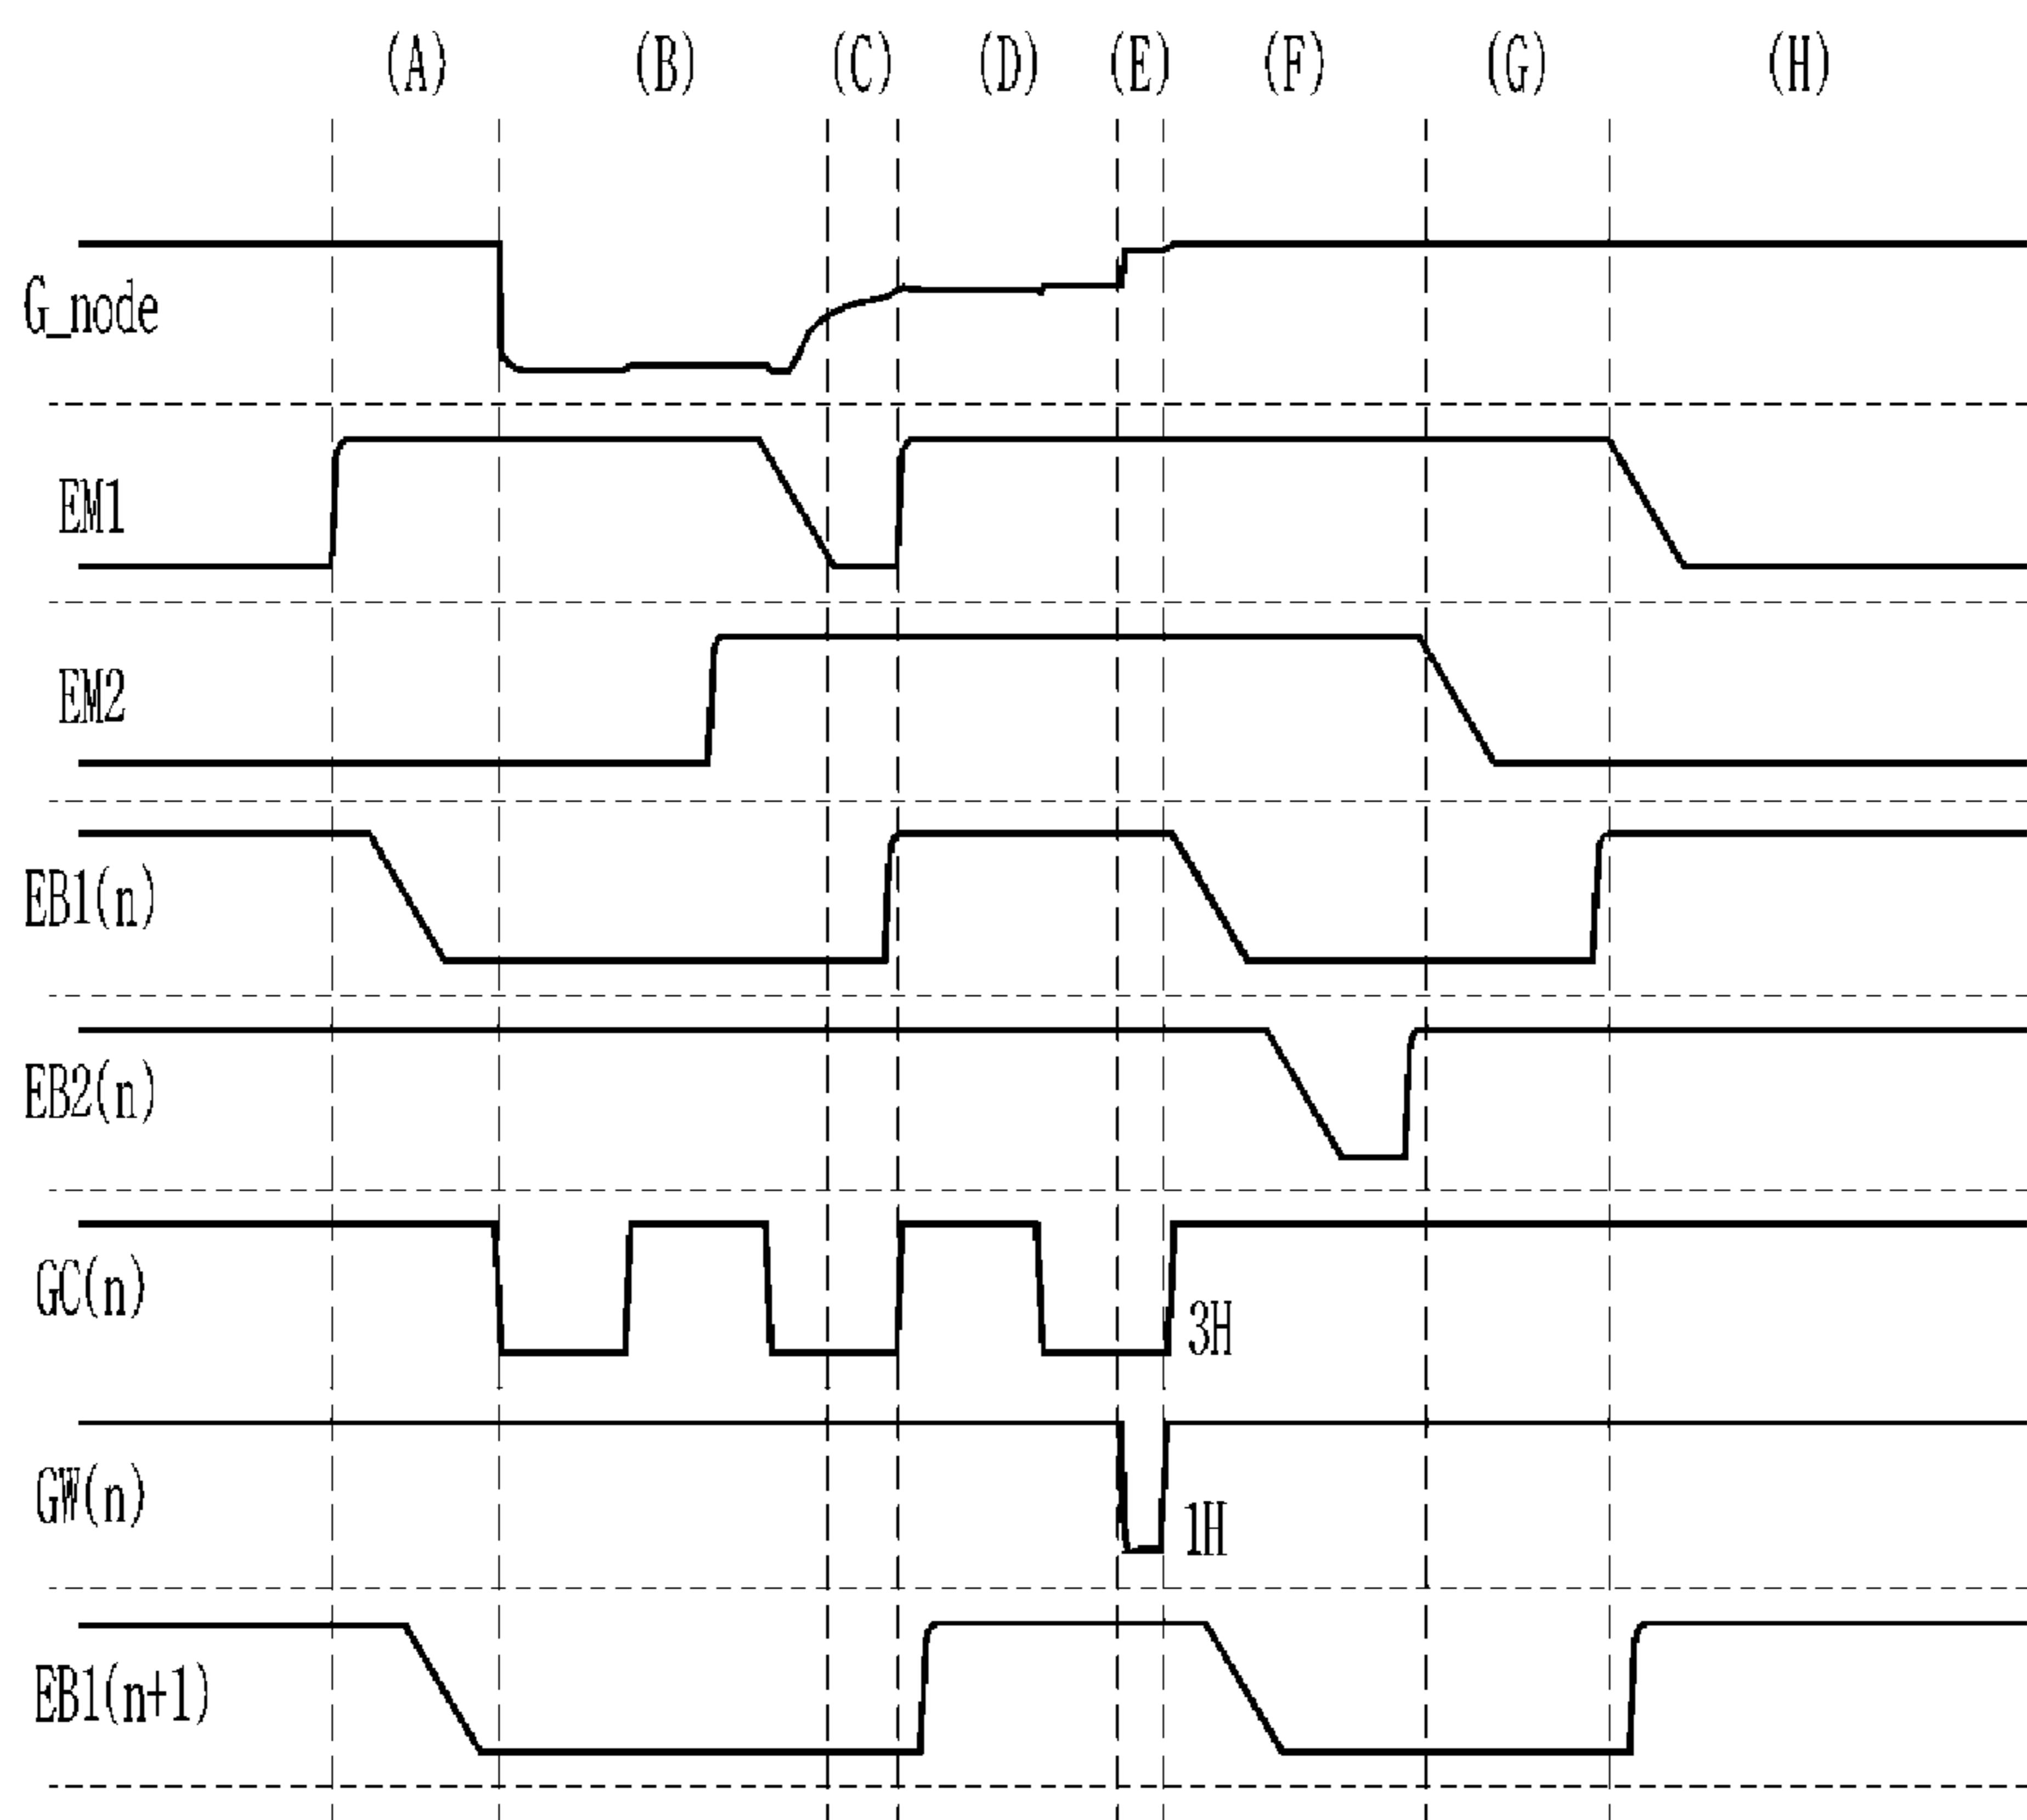 (A) (B) (C) (D) (E) (F) (G) (H)
G_node
EM1
EM2
EB1(n)
EB2(n)
GC(n)
3H
GW(n)
1H
EB1(n+1)